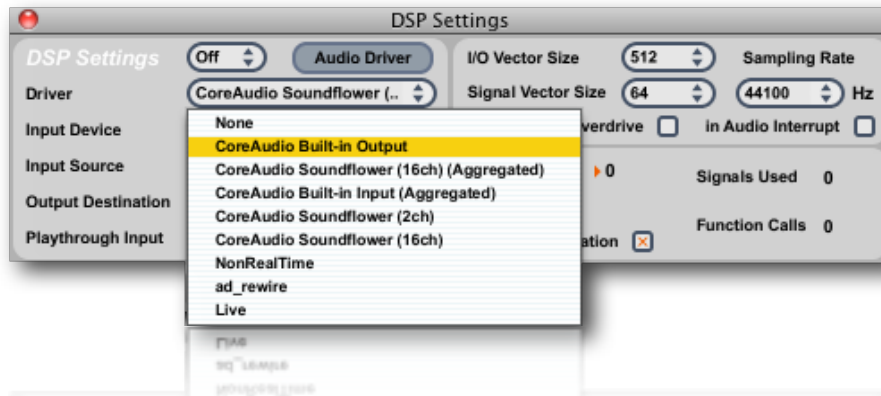 DSP Settings
DSP Settings
Off
Audio Driver
Driver
CoreAudio Soundflower (..
Input Device
Input Source
Output Destination
Playthrough Input
None
CoreAudio Built-in Output
CoreAudio Soundflower (16ch) (Aggregated)
CoreAudio Built-in Input (Aggregated)
CoreAudio Soundflower (2ch)
CoreAudio Soundflower (16ch)
NonRealTime
ad_rewire
Live
I/O Vector Size
512
Sampling Rate
Signal Vector Size
64
44100
Hz
in Audio Interrupt
0
Signals Used
0
Function Calls
0
Live
ad_rewire
NonRealTime